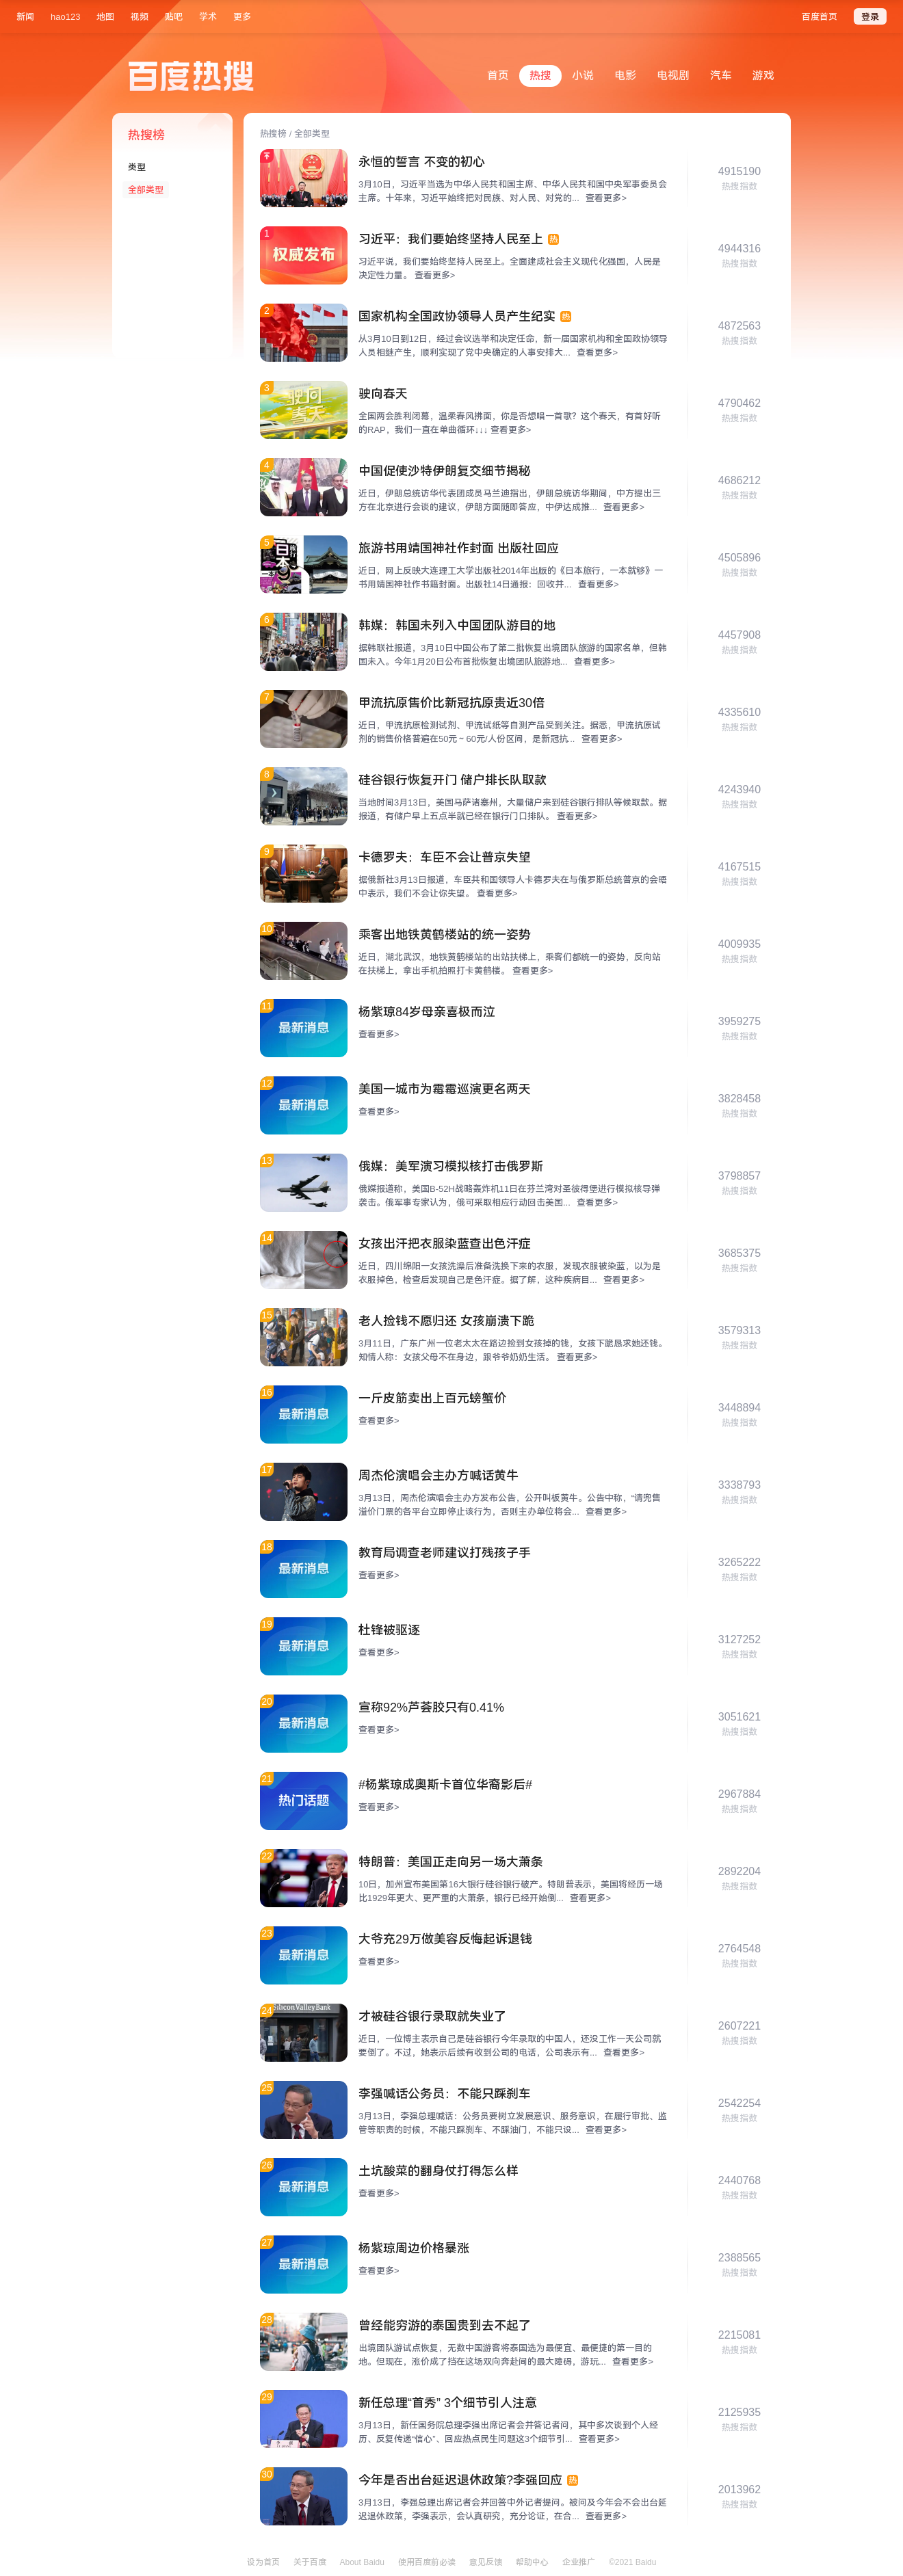 新闻 hao123 地图 视频 贴吧 学术 更多 百度首页 登录
百度热搜
首页 热搜 小说 电影 电视剧 汽车 游戏
热搜榜
类型
全部类型
热搜榜 / 全部类型
永恒的誓言 不变的初心
3月10日，习近平当选为中华人民共和国主席、中华人民共和国中央军事委员会
主席。十年来，习近平始终把对民族、对人民、对党的... 查看更多>
4915190
热搜指数
1
权威发布
习近平：我们要始终坚持人民至上 热
习近平说，我们要始终坚持人民至上。全面建成社会主义现代化强国，人民是
决定性力量。 查看更多>
4944316
热搜指数
2
国家机构全国政协领导人员产生纪实 热
从3月10日到12日，经过会议选举和决定任命，新一届国家机构和全国政协领导
人员相继产生，顺利实现了党中央确定的人事安排大... 查看更多>
4872563
热搜指数
3
驶向春天
驶向春天
全国两会胜利闭幕，温柔春风拂面，你是否想唱一首歌？这个春天，有首好听
的RAP，我们一直在单曲循环↓↓↓ 查看更多>
4790462
热搜指数
4
中国促使沙特伊朗复交细节揭秘
近日，伊朗总统访华代表团成员马兰迪指出，伊朗总统访华期间，中方提出三
方在北京进行会谈的建议，伊朗方面随即答应，中伊达成推... 查看更多>
4686212
热搜指数
5
旅游书用靖国神社作封面 出版社回应
近日，网上反映大连理工大学出版社2014年出版的《日本旅行，一本就够》一
书用靖国神社作书籍封面。出版社14日通报：回收并... 查看更多>
4505896
热搜指数
6
韩媒：韩国未列入中国团队游目的地
据韩联社报道，3月10日中国公布了第二批恢复出境团队旅游的国家名单，但韩
国未入。今年1月20日公布首批恢复出境团队旅游地... 查看更多>
4457908
热搜指数
7
甲流抗原售价比新冠抗原贵近30倍
近日，甲流抗原检测试剂、甲流试纸等自测产品受到关注。据悉，甲流抗原试
剂的销售价格普遍在50元～60元/人份区间，是新冠抗... 查看更多>
4335610
热搜指数
8
硅谷银行恢复开门 储户排长队取款
当地时间3月13日，美国马萨诸塞州，大量储户来到硅谷银行排队等候取款。据
报道，有储户早上五点半就已经在银行门口排队。 查看更多>
4243940
热搜指数
9
卡德罗夫：车臣不会让普京失望
据俄新社3月13日报道，车臣共和国领导人卡德罗夫在与俄罗斯总统普京的会晤
中表示，我们不会让你失望。 查看更多>
4167515
热搜指数
10
乘客出地铁黄鹤楼站的统一姿势
近日，湖北武汉，地铁黄鹤楼站的出站扶梯上，乘客们都统一的姿势，反向站
在扶梯上，拿出手机拍照打卡黄鹤楼。 查看更多>
4009935
热搜指数
11
最新消息
杨紫琼84岁母亲喜极而泣
查看更多>
3959275
热搜指数
12
最新消息
美国一城市为霉霉巡演更名两天
查看更多>
3828458
热搜指数
13
俄媒：美军演习模拟核打击俄罗斯
俄媒报道称，美国B-52H战略轰炸机11日在芬兰湾对圣彼得堡进行模拟核导弹
袭击。俄军事专家认为，俄可采取相应行动回击美国... 查看更多>
3798857
热搜指数
14
女孩出汗把衣服染蓝查出色汗症
近日，四川绵阳一女孩洗澡后准备洗换下来的衣服，发现衣服被染蓝，以为是
衣服掉色，检查后发现自己是色汗症。据了解，这种疾病目... 查看更多>
3685375
热搜指数
15
老人捡钱不愿归还 女孩崩溃下跪
3月11日，广东广州一位老太太在路边捡到女孩掉的钱，女孩下跪恳求她还钱。
知情人称：女孩父母不在身边，跟爷爷奶奶生活。 查看更多>
3579313
热搜指数
16
最新消息
一斤皮筋卖出上百元螃蟹价
查看更多>
3448894
热搜指数
17
周杰伦演唱会主办方喊话黄牛
3月13日，周杰伦演唱会主办方发布公告，公开叫板黄牛。公告中称，“请兜售
溢价门票的各平台立即停止该行为，否则主办单位将会... 查看更多>
3338793
热搜指数
18
最新消息
教育局调查老师建议打残孩子手
查看更多>
3265222
热搜指数
19
最新消息
杜锋被驱逐
查看更多>
3127252
热搜指数
20
最新消息
宣称92%芦荟胶只有0.41%
查看更多>
3051621
热搜指数
21
热门话题
#杨紫琼成奥斯卡首位华裔影后#
查看更多>
2967884
热搜指数
22
特朗普：美国正走向另一场大萧条
10日，加州宣布美国第16大银行硅谷银行破产。特朗普表示，美国将经历一场
比1929年更大、更严重的大萧条，银行已经开始倒... 查看更多>
2892204
热搜指数
23
最新消息
大爷充29万做美容反悔起诉退钱
查看更多>
2764548
热搜指数
24
Silicon Valley Bank
才被硅谷银行录取就失业了
近日，一位博主表示自己是硅谷银行今年录取的中国人，还没工作一天公司就
要倒了。不过，她表示后续有收到公司的电话，公司表示有... 查看更多>
2607221
热搜指数
25
李强喊话公务员：不能只踩刹车
3月13日，李强总理喊话：公务员要树立发展意识、服务意识，在履行审批、监
管等职责的时候，不能只踩刹车、不踩油门，不能只设... 查看更多>
2542254
热搜指数
26
最新消息
土坑酸菜的翻身仗打得怎么样
查看更多>
2440768
热搜指数
27
最新消息
杨紫琼周边价格暴涨
查看更多>
2388565
热搜指数
28
曾经能穷游的泰国贵到去不起了
出境团队游试点恢复，无数中国游客将泰国选为最便宜、最便捷的第一目的
地。但现在，涨价成了挡在这场双向奔赴间的最大障碍，游玩... 查看更多>
2215081
热搜指数
29
新任总理“首秀” 3个细节引人注意
3月13日，新任国务院总理李强出席记者会并答记者问，其中多次谈到个人经
历、反复传递“信心”、回应热点民生问题这3个细节引... 查看更多>
2125935
热搜指数
30
今年是否出台延迟退休政策?李强回应 热
3月13日，李强总理出席记者会并回答中外记者提问。被问及今年会不会出台延
迟退休政策，李强表示，会认真研究，充分论证，在合... 查看更多>
2013962
热搜指数
设为首页 关于百度 About Baidu 使用百度前必读 意见反馈 帮助中心 企业推广 ©2021 Baidu